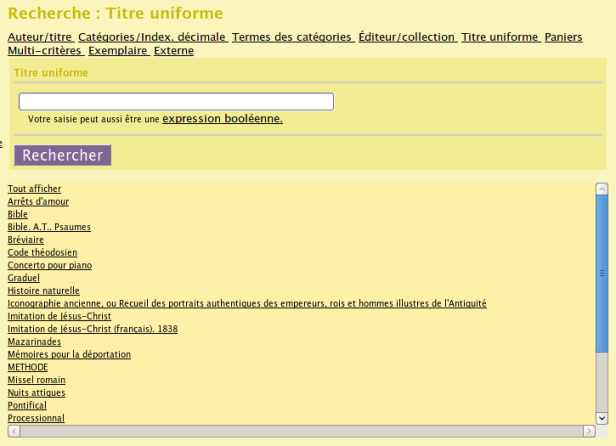 Recherche : Titre uniforme
Auteur/titre Catégories/Index. décimale Termes des catégories Éditeur/collection Titre uniforme Paniers
Multi-critères Exemplaire Externe
Titre uniforme
Votre saisie peut aussi être une expression booléenne.
e
Rechercher
Tout afficher
Arrêts d'amour
Bible
Bible. A.T.. Psaumes
Bréviaire
Code théodosien
Concerto pour piano
Graduel
Histoire naturelle
Iconographie ancienne, ou Recueil des portraits authentiques des empereurs, rois et hommes illustres de l'Antiquité
Imitation de Jésus-Christ
Imitation de Jésus-Christ (français). 1838
Mazarinades
Mémoires pour la déportation
METHODE
Missel romain
Nuits attiques
Pontifical
Processionnal